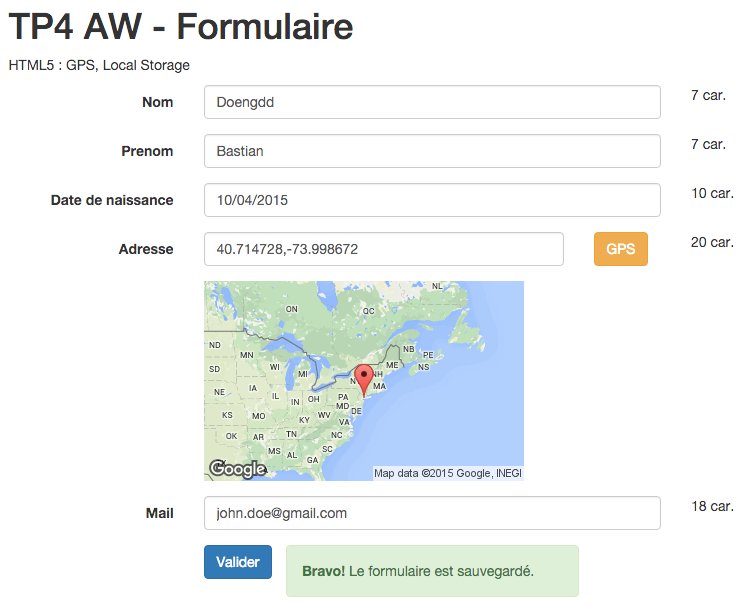 TP4 AW - Formulaire
HTML5 : GPS, Local Storage
Nom
Doengdd
7 car.
Prenom
Bastian
7 car.
Date de naissance
10/04/2015
10 car.
Adresse
40.714728,-73.998672
GPS
20 car.
NL
ON
QC
ND
MN
NB
PE
SD
WI
MI
ME
NS
NH
NE
IA
IL
IN
OH
PA
MA
KS
MO
KY
WV
MD
DE
VA
OK
AR
TN
NC
MS
AL
GA
SC
Google
Map data ©2015 Google, INEGI
Mail
john.doe@gmail.com
18 car.
Valider
Bravo! Le formulaire est sauvegardé.